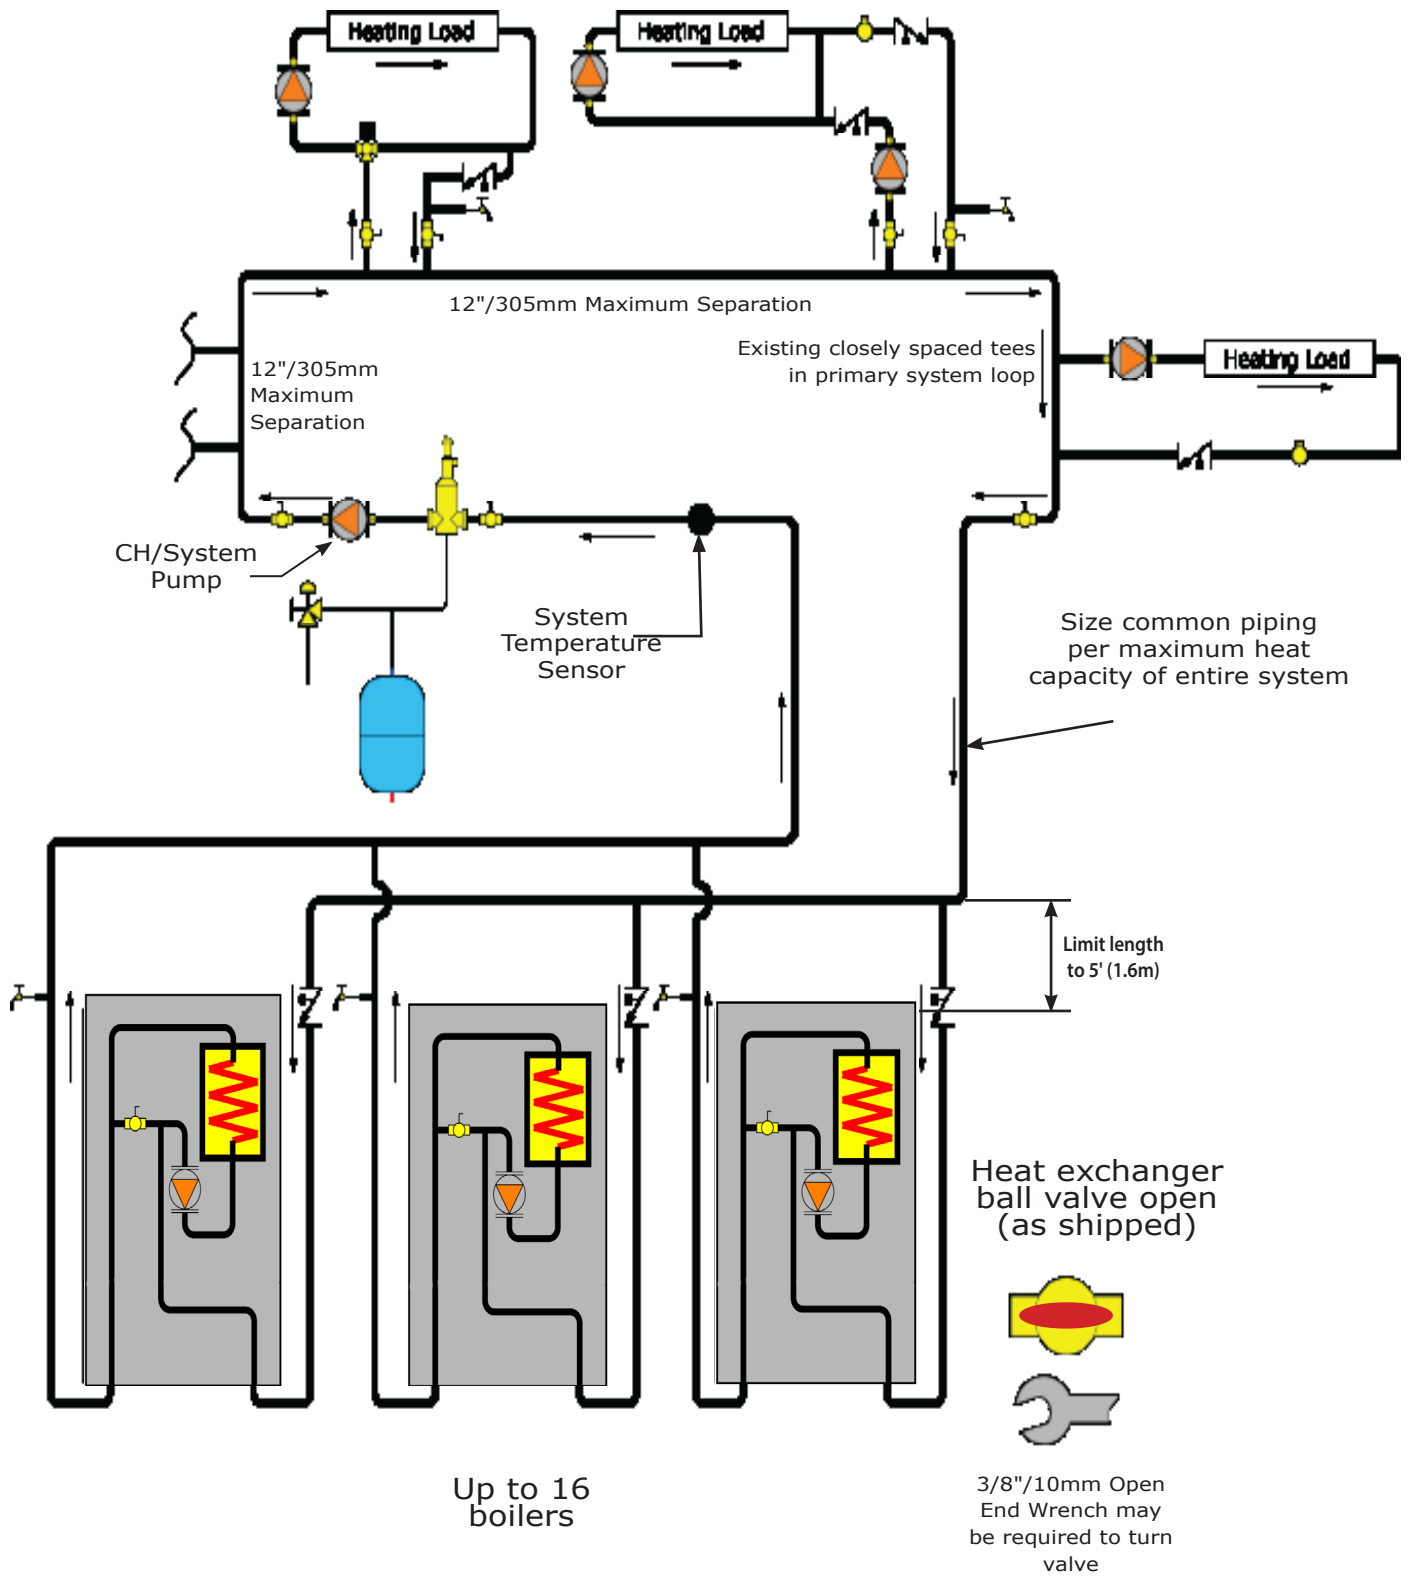 Heating Load
Heating Load
12"/305mm Maximum Separation
Existing closely spaced tees
in primary system loop
12"/305mm
Maximum
Separation
Heating Load
CH/System
Pump
System
Temperature
Sensor
Size common piping
per maximum heat
capacity of entire system
Limit length
to 5' (1.6m)
Heat exchanger
ball valve open
(as shipped)
Up to 16
boilers
3/8"/10mm Open
End Wrench may
be required to turn
valve